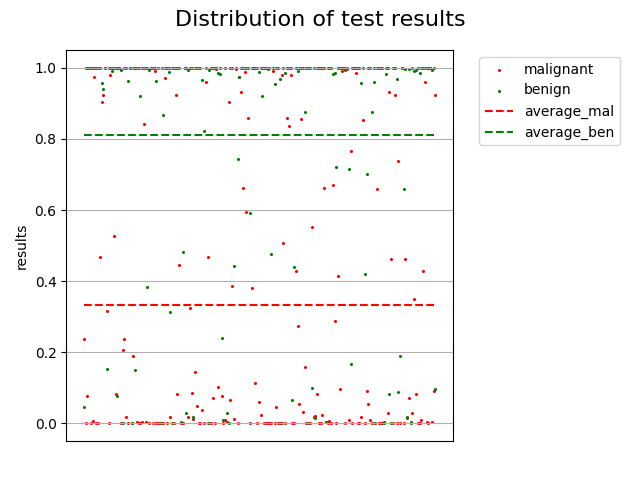 Distribution of test results
1.0
0.8
0.6
0.4
0.2
0.0
results
malignant
benign
average_mal
average_ben